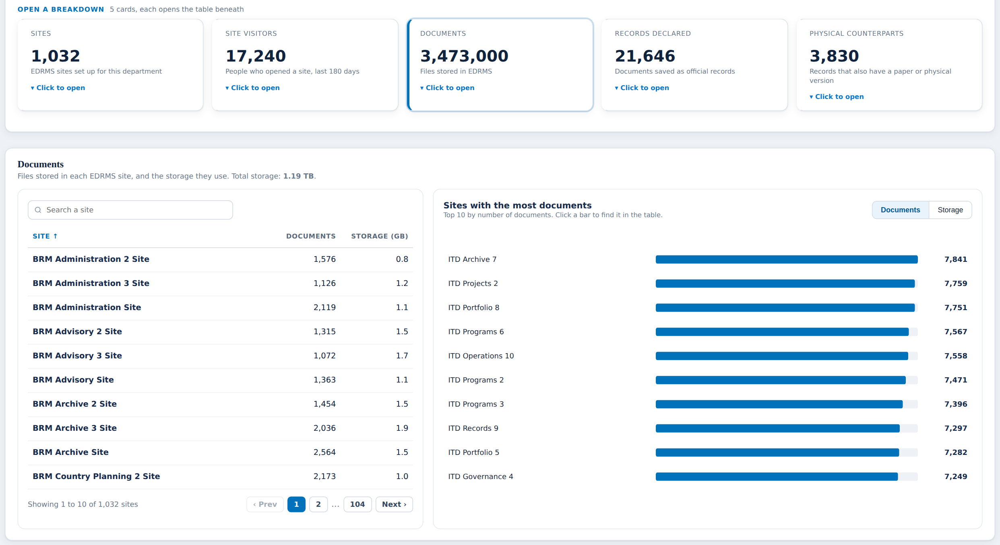 OPEN A BREAKDOWN 5 cards, each opens the table beneath
SITES
1,032
EDRMS sites set up for this department
▾ Click to open
SITE VISITORS
17,240
People who opened a site, last 180 days
▾ Click to open
DOCUMENTS
3,473,000
Files stored in EDRMS
▾ Click to open
RECORDS DECLARED
21,646
Documents saved as official records
▾ Click to open
PHYSICAL COUNTERPARTS
3,830
Records that also have a paper or physical
version
▾ Click to open
Documents
Files stored in each EDRMS site, and the storage they use. Total storage: 1.19 TB.
Search a site
SITE ↑ DOCUMENTS STORAGE (GB)
BRM Administration 2 Site 1,576 0.8
BRM Administration 3 Site 1,126 1.2
BRM Administration Site 2,119 1.1
BRM Advisory 2 Site 1,315 1.5
BRM Advisory 3 Site 1,072 1.7
BRM Advisory Site 1,363 1.1
BRM Archive 2 Site 1,454 1.5
BRM Archive 3 Site 2,036 1.9
BRM Archive Site 2,564 1.5
BRM Country Planning 2 Site 2,173 1.0
Showing 1 to 10 of 1,032 sites ‹ Prev 1 2 … 104 Next ›
Sites with the most documents
Top 10 by number of documents. Click a bar to find it in the table.
Documents Storage
ITD Archive 7 7,841
ITD Projects 2 7,759
ITD Portfolio 8 7,751
ITD Programs 6 7,567
ITD Operations 10 7,558
ITD Programs 2 7,471
ITD Programs 3 7,396
ITD Records 9 7,297
ITD Portfolio 5 7,282
ITD Governance 4 7,249